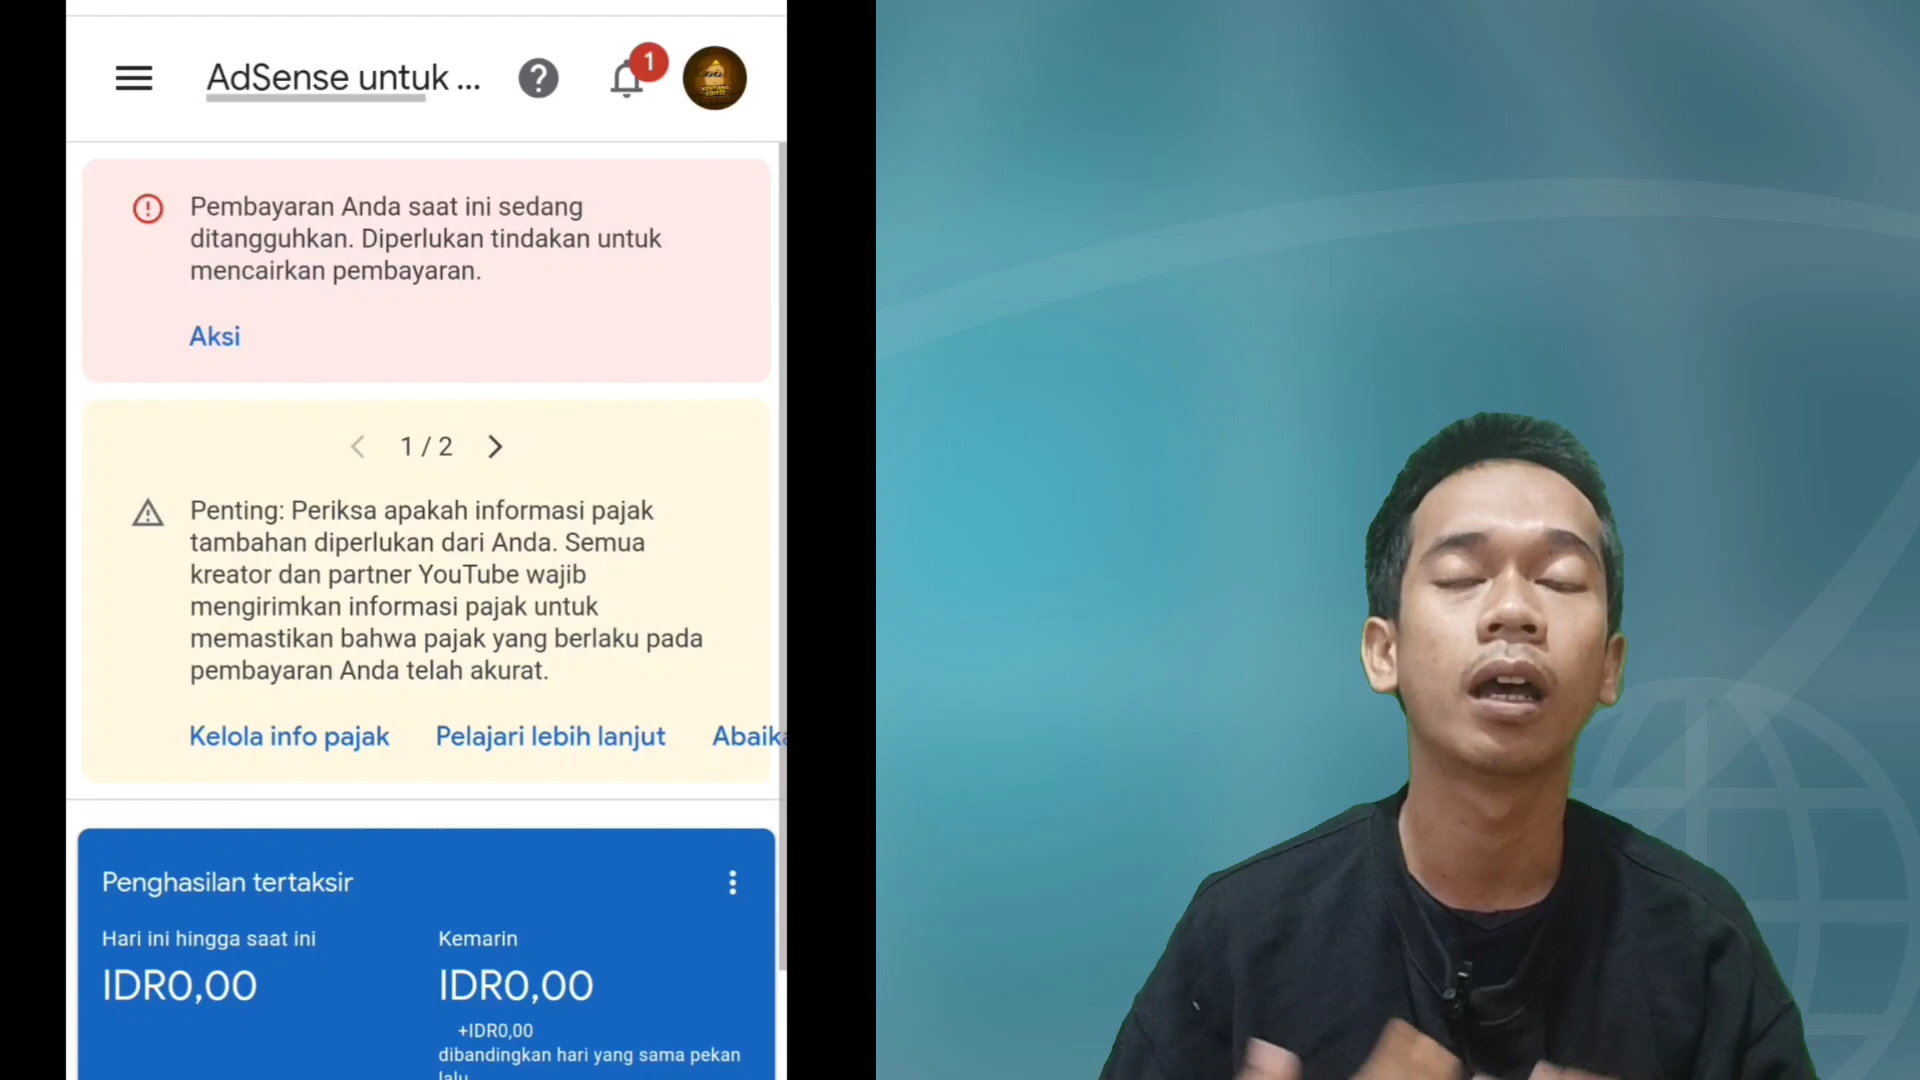 AdSense untuk ...
1
Pembayaran Anda saat ini sedang
ditangguhkan. Diperlukan tindakan untuk
mencairkan pembayaran.
Aksi
1 / 2
Penting: Periksa apakah informasi pajak
tambahan diperlukan dari Anda. Semua
kreator dan partner YouTube wajib
mengirimkan informasi pajak untuk
memastikan bahwa pajak yang berlaku pada
pembayaran Anda telah akurat.
Kelola info pajak Pelajari lebih lanjut Abaika
Penghasilan tertaksir
Hari ini hingga saat ini Kemarin
IDR0,00 IDR0,00
+IDR0,00
dibandingkan hari yang sama pekan
lalu